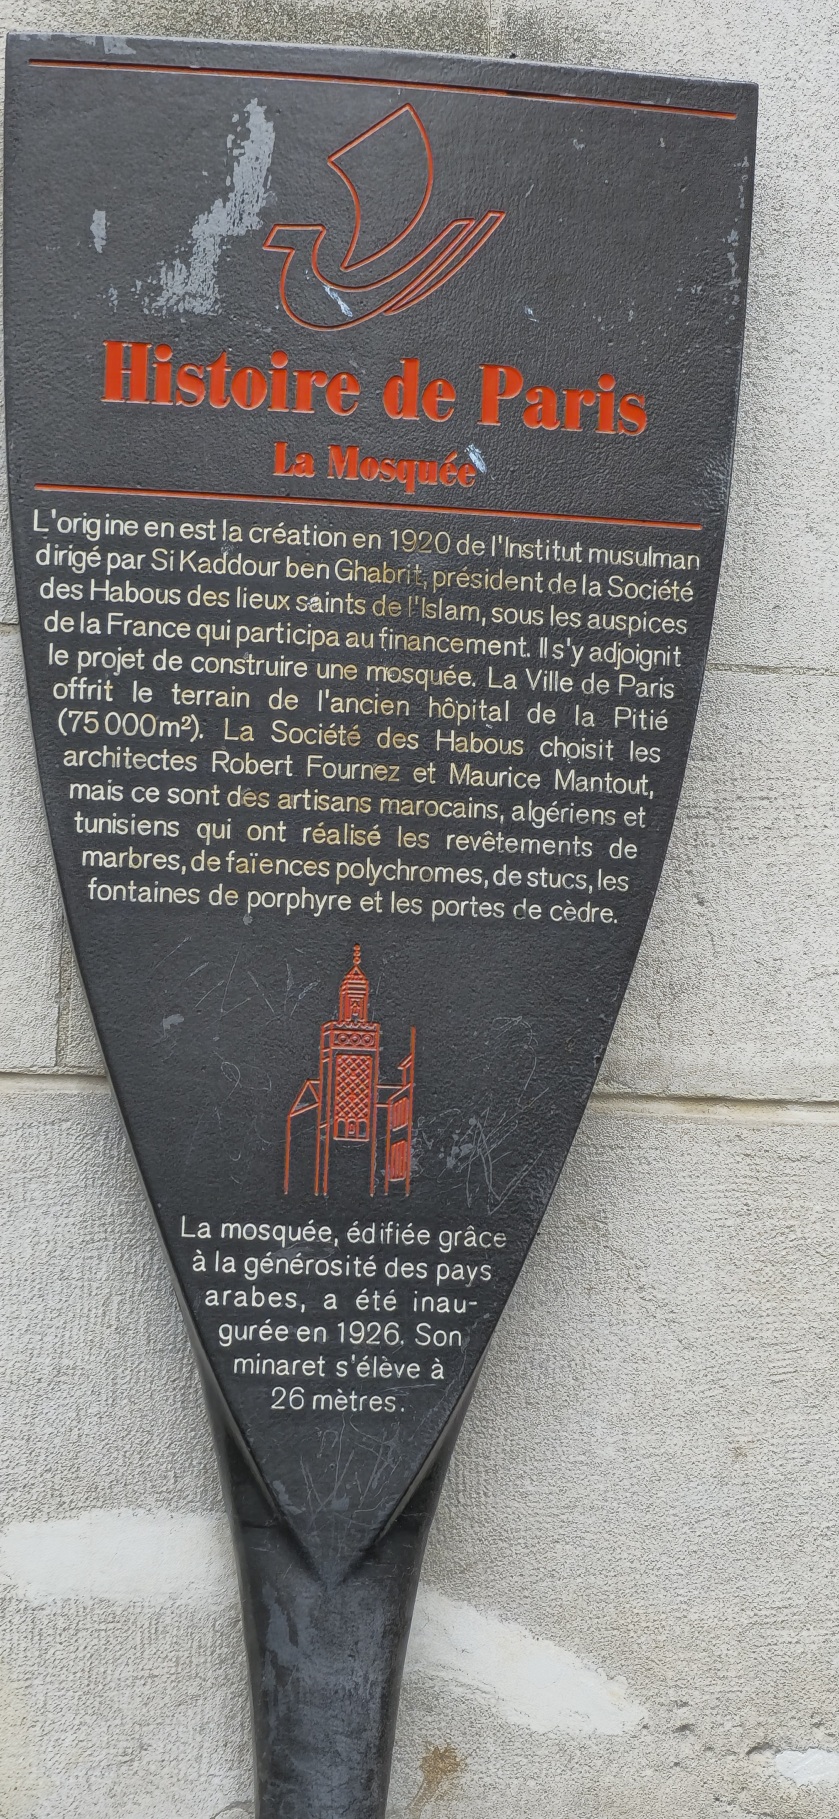 Histoire de Paris
La Mosquée
L'origine en est la création en 1920 de l'Institut musulman
dirigé par Si Kaddour ben Ghabrit, président de la Société
des Habous des lieux saints de l'Islam, sous les auspices
de la France qui participa au financement. Il s'y adjoignit
le projet de construire une mosquée. La Ville de Paris
offrit le terrain de l'ancien hôpital de la Pitié
(75 000m²). La Société des Habous choisit les
architectes Robert Fournez et Maurice Mantout,
mais ce sont des artisans marocains, algériens et
tunisiens qui ont réalisé les revêtements de
marbres, de faïences polychromes, de stucs, les
fontaines de porphyre et les portes de cèdre.
La mosquée, édifiée grâce
à la générosité des pays
arabes, a été inau-
gurée en 1926. Son
minaret s'élève à
26 mètres.